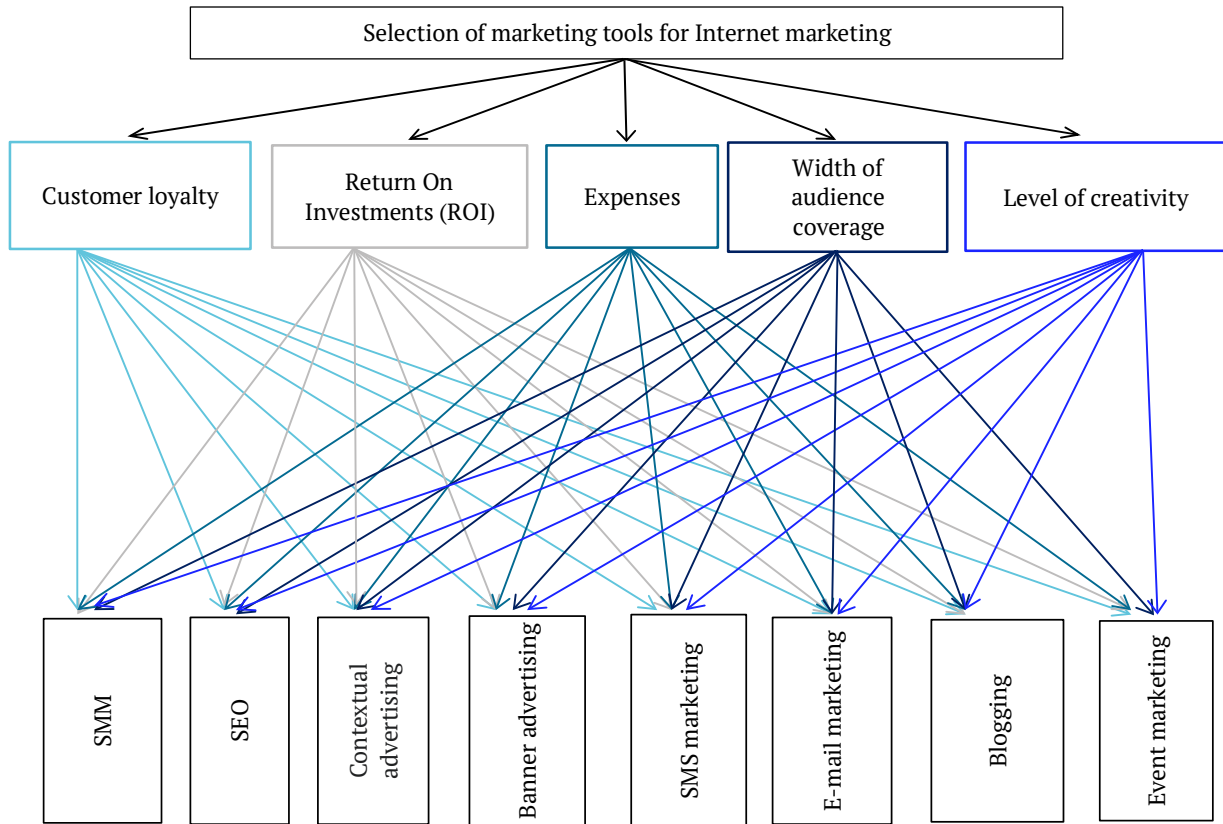 Selection of marketing tools for Internet marketing
Customer loyalty
Return On
Investments (ROI)
Expenses
Width of
audience
coverage
Level of creativity
SMM
SEO
Contextual
advertising
Banner advertising
SMS marketing
E-mail marketing
Blogging
Event marketing